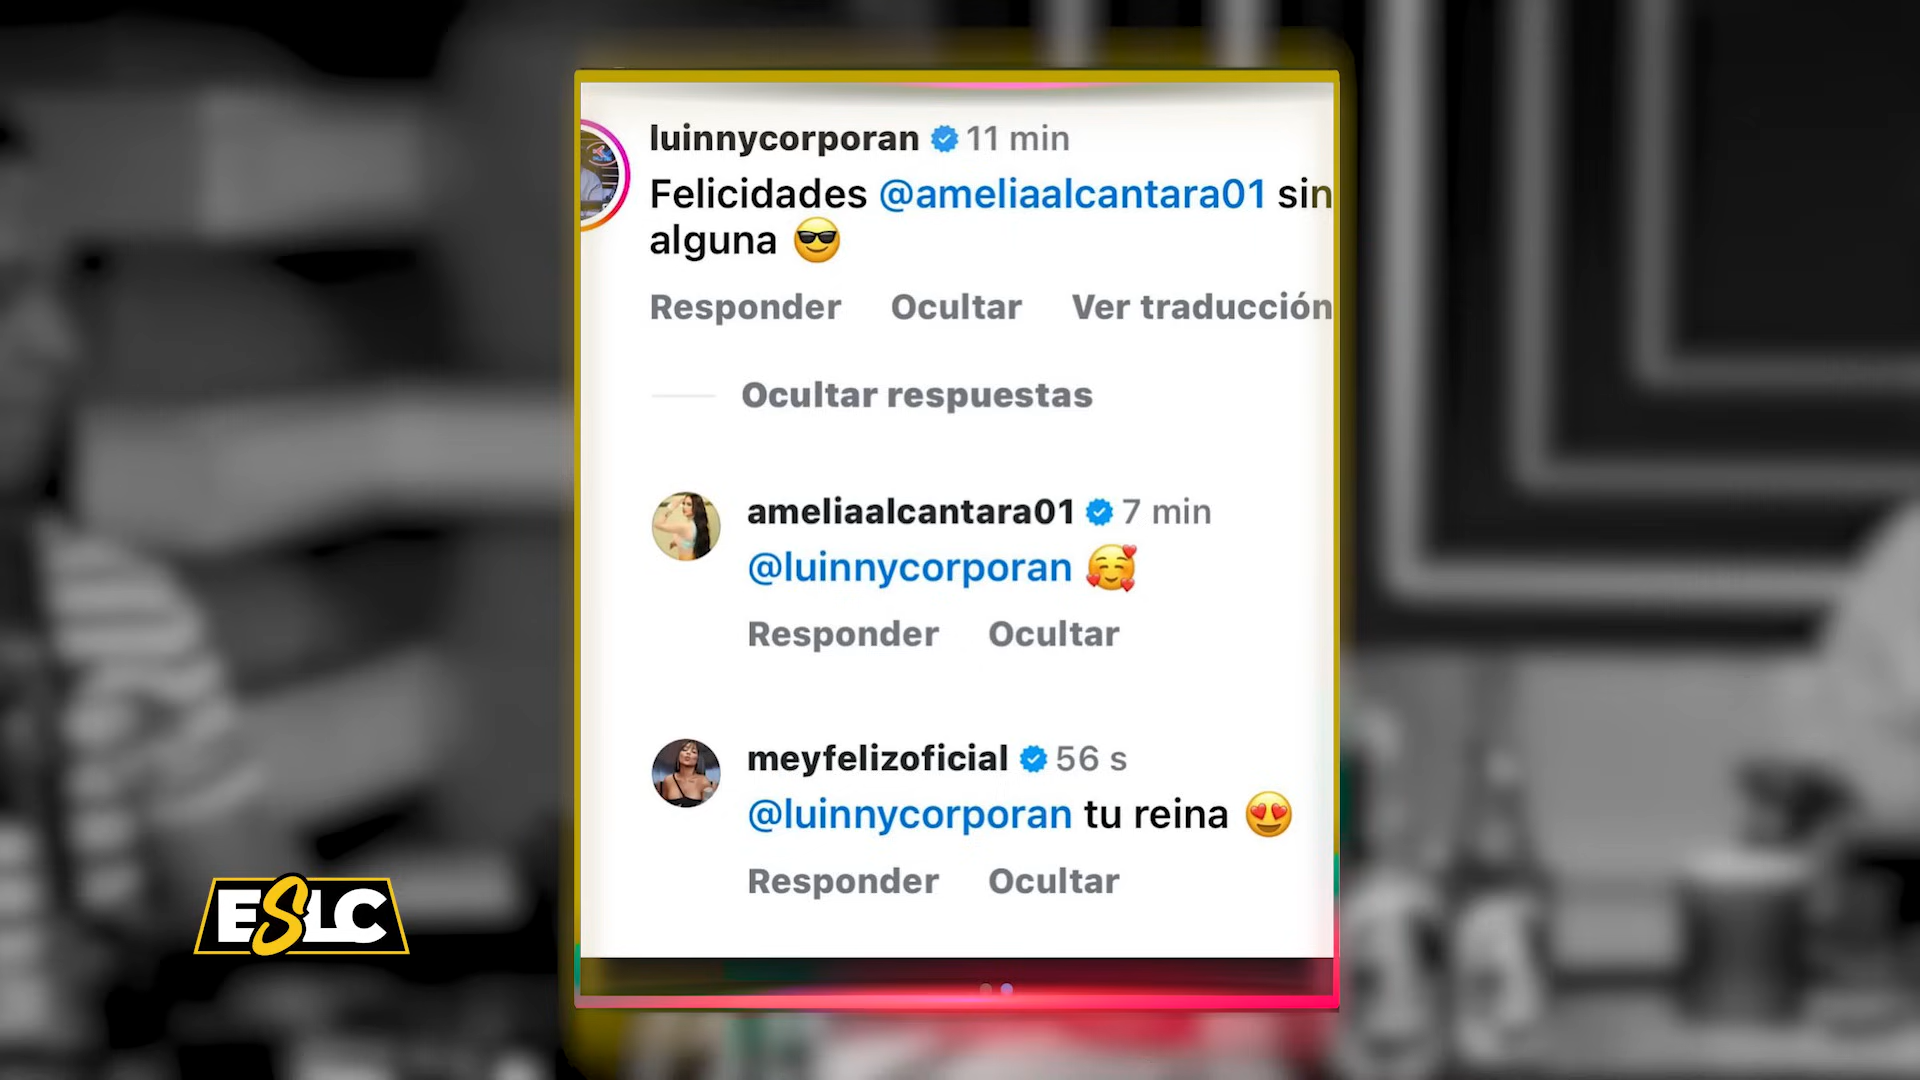 luinnycorporan 11 min
Felicidades @ameliaalcantara01 sin
alguna 😎
Responder Ocultar Ver traducción
Ocultar respuestas
ameliaalcantara01 7 min
@luinnycorporan 🥰
Responder Ocultar
meyfelizoficial 56 s
@luinnycorporan tu reina 😍
Responder Ocultar
ESLC